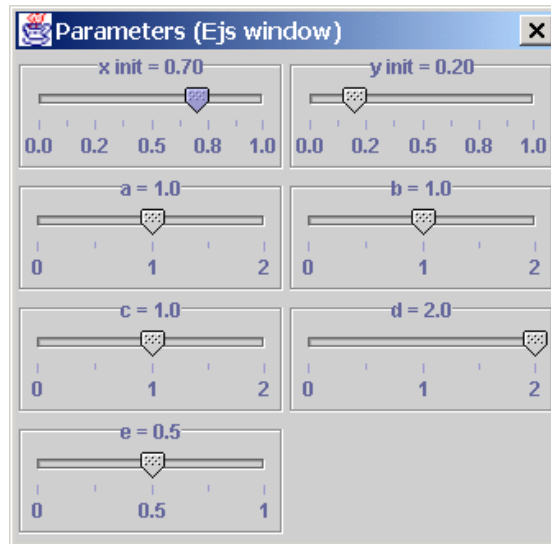 Parameters (Ejs window)
x init = 0.70
0.0 0.2 0.5 0.8 1.0
y init = 0.20
0.0 0.2 0.5 0.8 1.0
a = 1.0
0 1 2
b = 1.0
0 1 2
c = 1.0
0 1 2
d = 2.0
0 1 2
e = 0.5
0 0.5 1